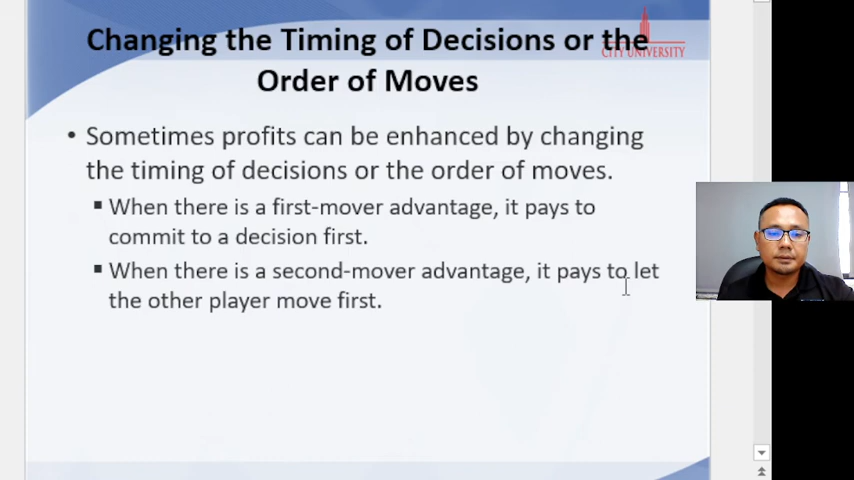 Changing the Timing of Decisions or the
CITY UNIVERSITY
Order of Moves
• Sometimes profits can be enhanced by changing
the timing of decisions or the order of moves.
▪ When there is a first-mover advantage, it pays to
commit to a decision first.
▪ When there is a second-mover advantage, it pays to let
the other player move first.